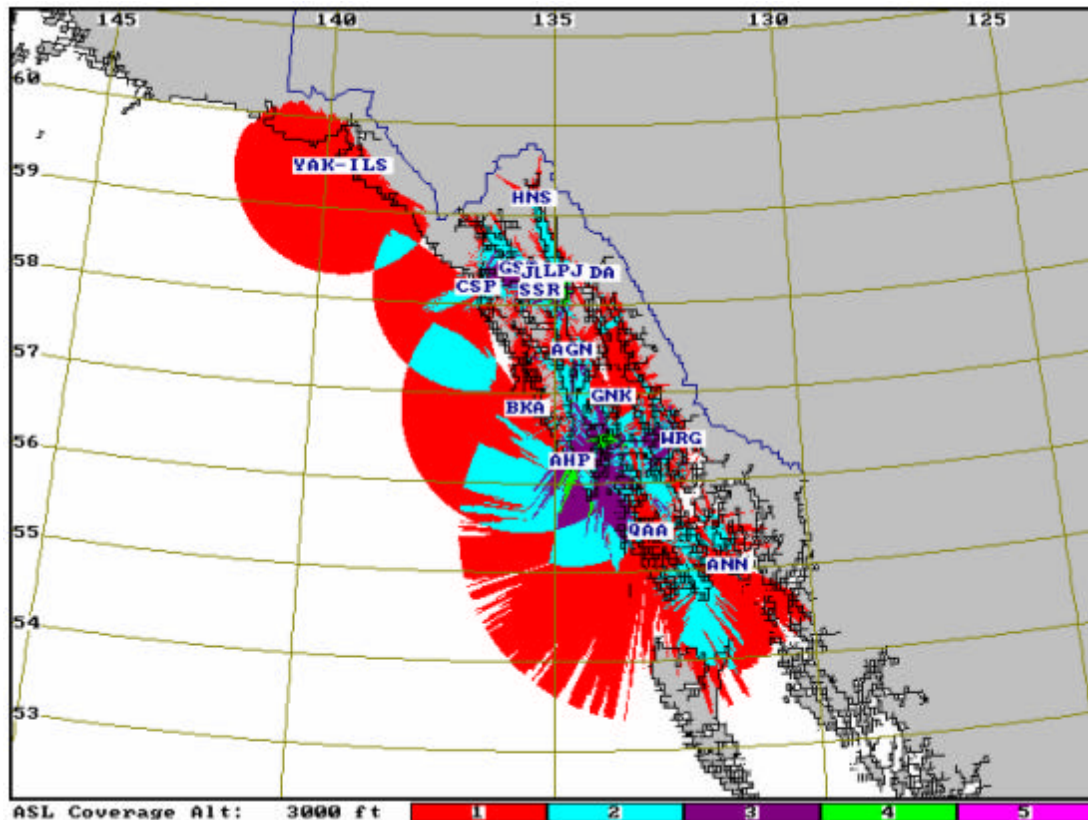 145 140 135 130 125
60
YAK-ILS
59
HNS
58
LPJ DA
CSP
SSR
57
AGN
GNK
BKA
56
WRG
AHP
55
QAA
ANN
54
53
ASL Coverage Alt: 3000 ft 1 2 3 4 5